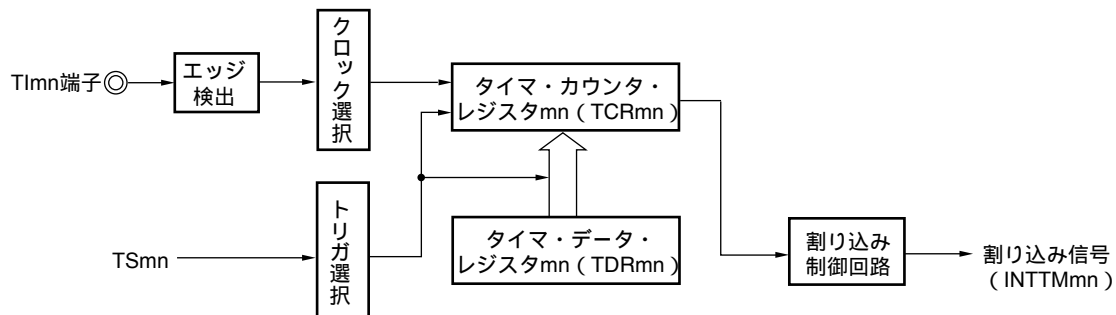 TImn端子
エッジ
検出
クロック選択
タイマ・カウンタ・
レジスタmn（TCRmn）
TSmn
トリガ選択
タイマ・データ・
レジスタmn（TDRmn）
割り込み
制御回路
割り込み信号
（INTTMmn）